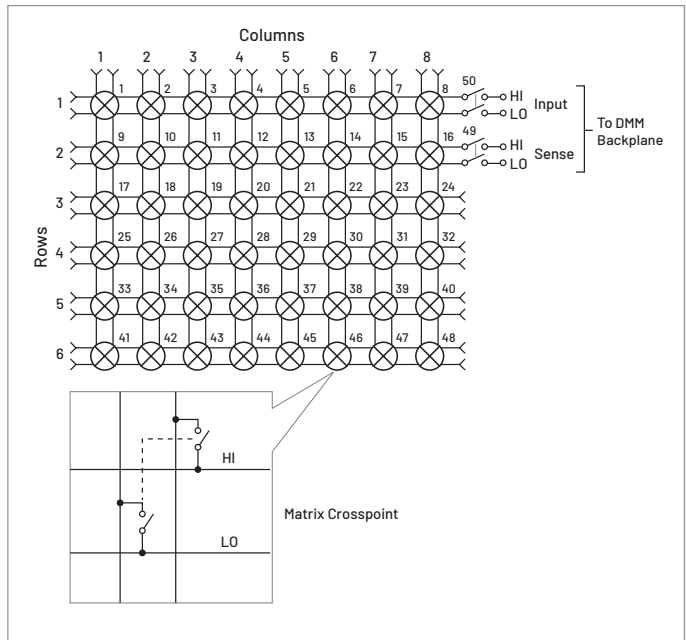 Columns
1 2 3 4 5 6 7 8
50
1 1 2 3 4 5 6 7 8 HI Input
LO
To DMM
Backplane
49
2 9 10 11 12 13 14 15 16 HI
LO Sense
3 17 18 19 20 21 22 23 24
Rows
4 25 26 27 28 29 30 31 32
5 33 34 35 36 37 38 39 40
6 41 42 43 44 45 46 47 48
HI
Matrix Crosspoint
LO